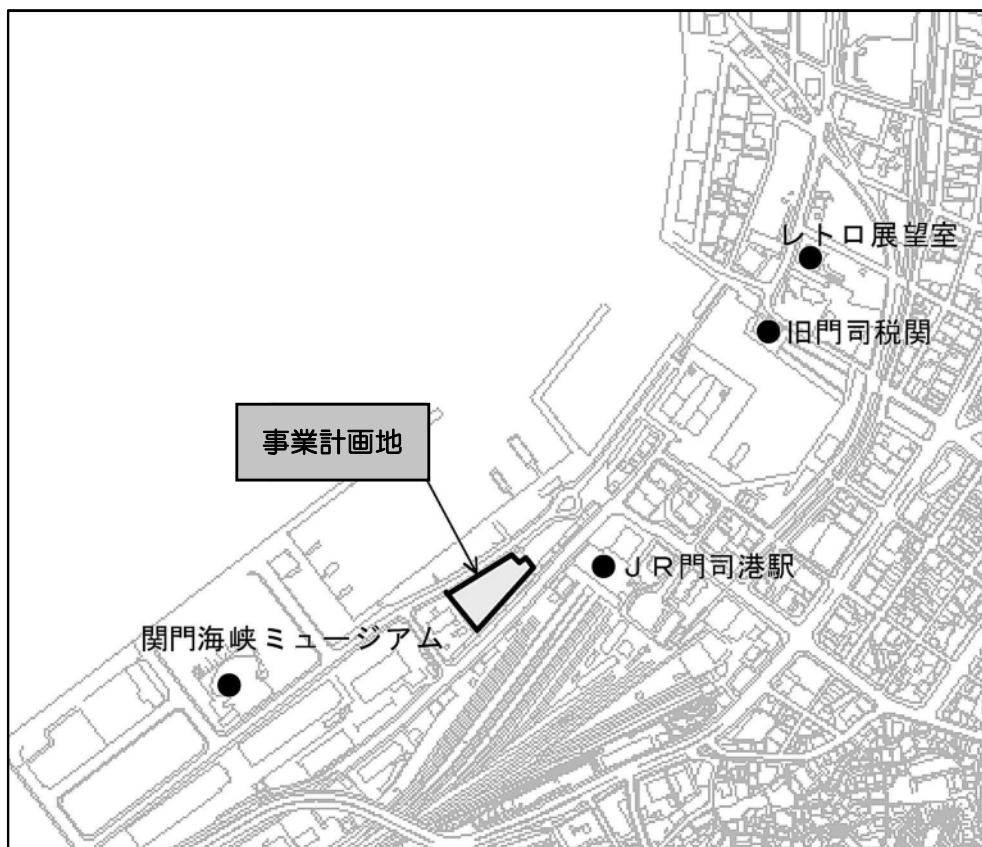 レトロ展望室
旧門司税関
事業計画地
ＪＲ門司港駅
関門海峡ミュージアム